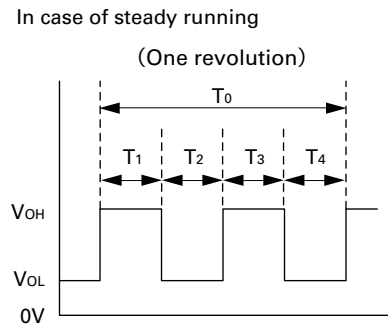 In case of steady running
(One revolution)
T0
T1 T2 T3 T4
VOH
VOL
0V